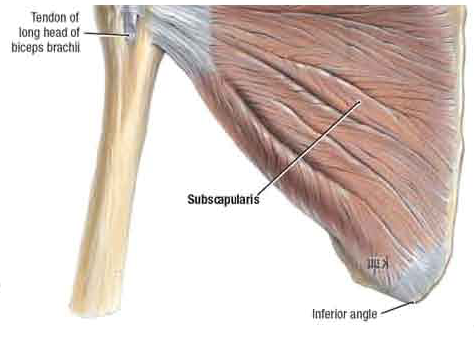 Tendon of
long head of
biceps brachii
Subscapularis
Inferior angle